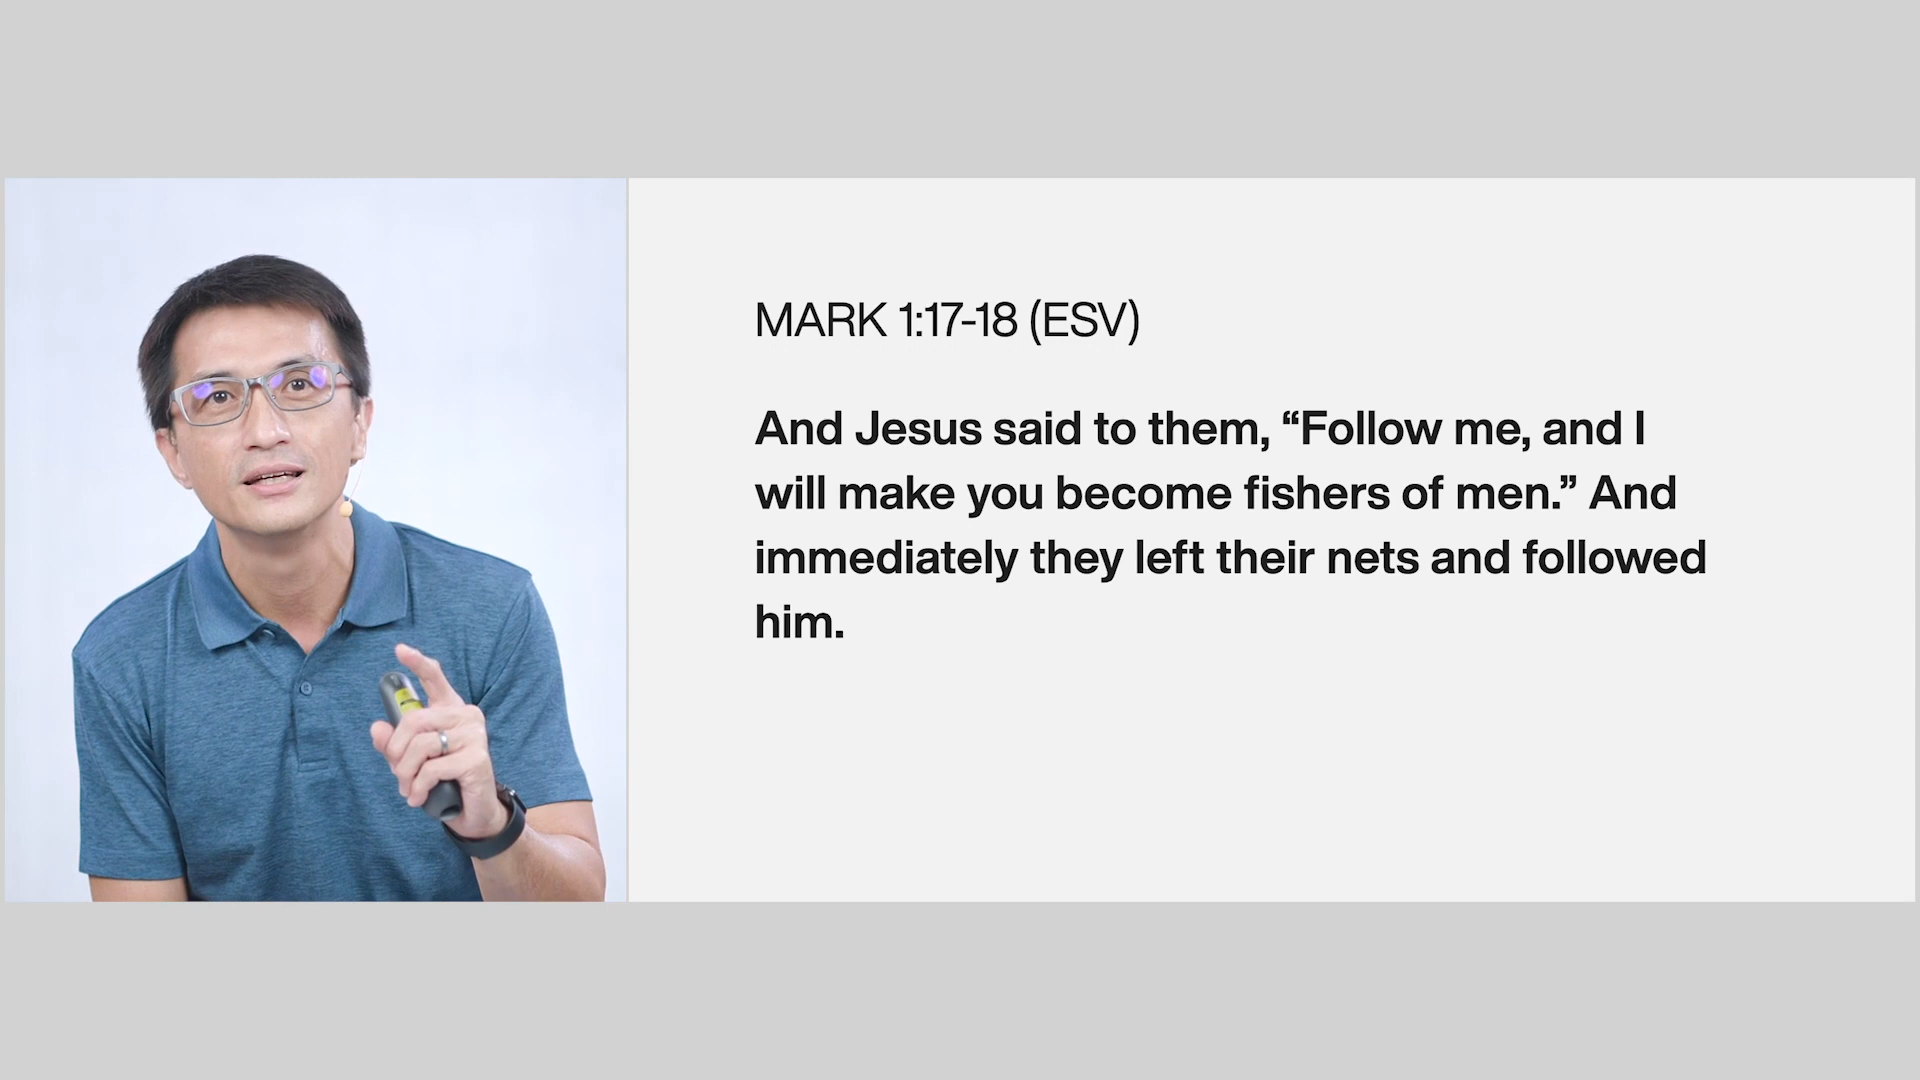 MARK 1:17-18 (ESV)
And Jesus said to them, “Follow me, and I
will make you become fishers of men.” And
immediately they left their nets and followed
him.